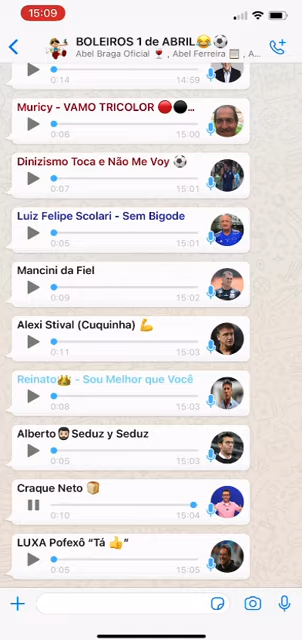 15:09
BOLEIROS 1 de ABRIL😂⚽
Abel Braga Oficial 🍷, Abel Ferreira 📋, A...
0:14 14:59
Muricy - VAMO TRICOLOR 🔴⚫...
0:06 15:00
Dinizismo Toca e Não Me Voy ⚽
0:07 15:01
Luiz Felipe Scolari - Sem Bigode
0:05 15:01
Mancini da Fiel
0:09 15:02
Alexi Stival (Cuquinha) 💪
0:11 15:03
Reinato👑 - Sou Melhor que Você
0:08 15:03
Alberto🧔🏻Seduz y Seduz
0:05 15:03
Craque Neto 🍞
0:10 15:04
LUXA Pofexô “Tá 👍”
0:05 15:05